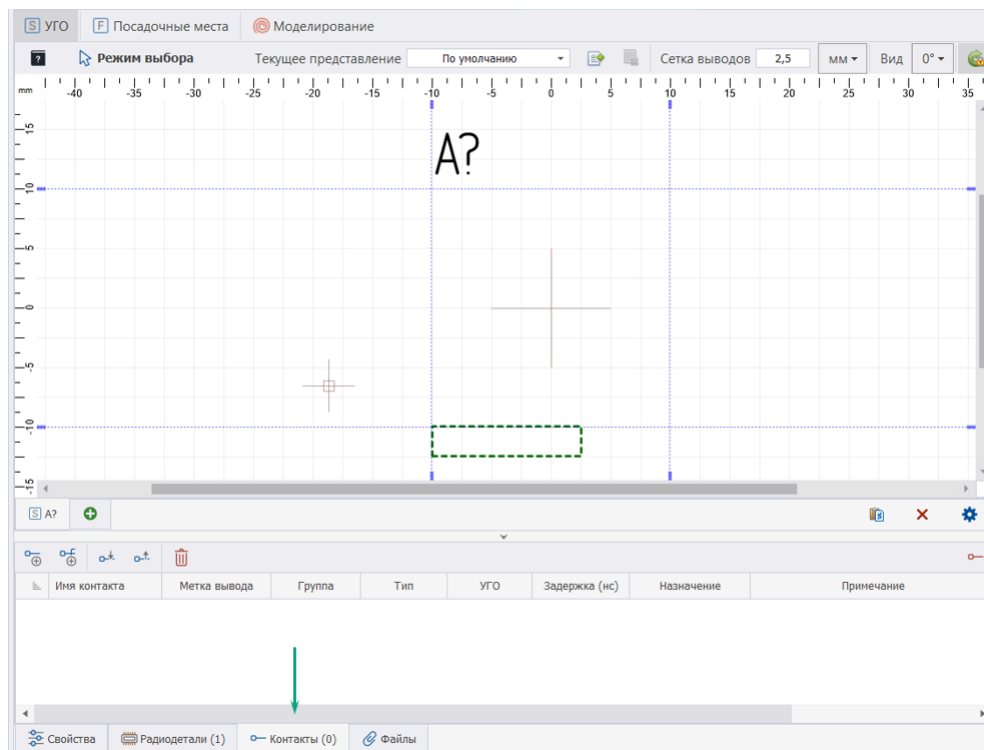 S УГО F Посадочные места Моделирование
? Режим выбора Текущее представление По умолчанию Сетка выводов 2,5 мм Вид 0°
mm -40 -35 -30 -25 -20 -15 -10 -5 0 5 10 15 20 25 30 35
15
A?
10
5
0
-5
-10
-15
S A?
Имя контакта Метка вывода Группа Тип УГО Задержка (нс) Назначение Примечание
Свойства Радиодетали (1) Контакты (0) Файлы